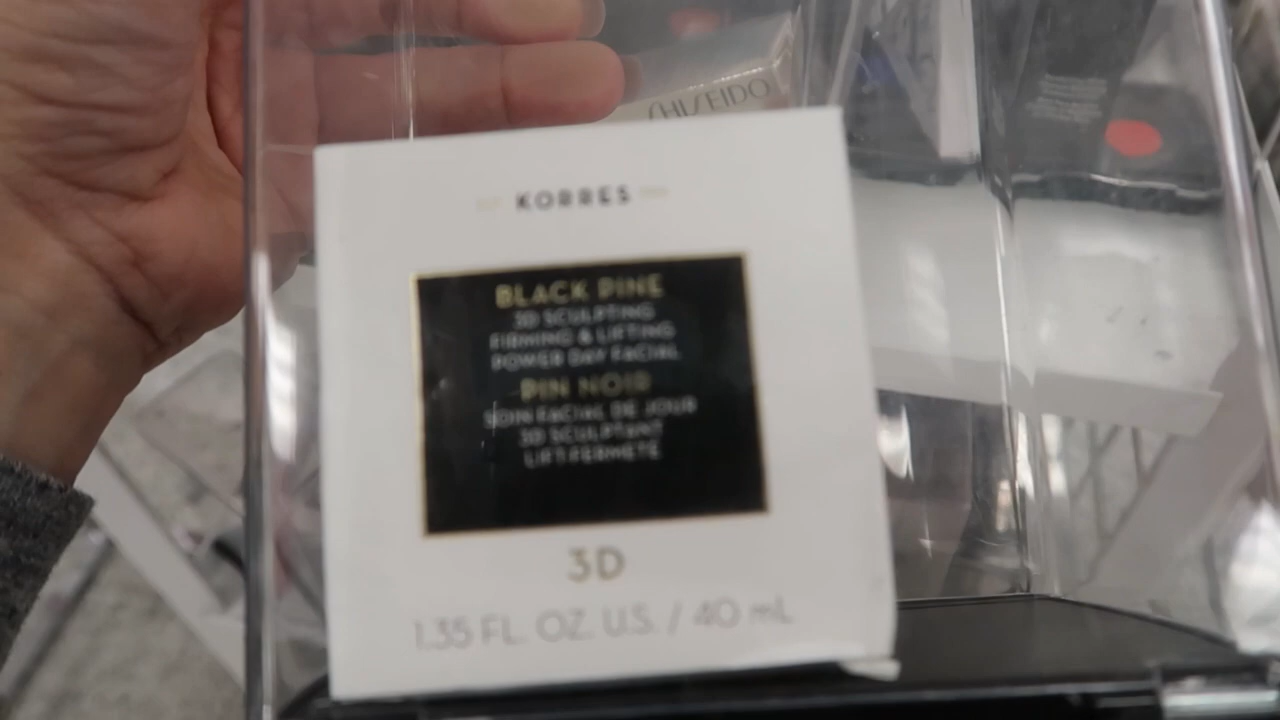 SHISEIDO
KORRES
BLACK PINE
3D SCULPTING
FIRMING & LIFTING
POWER DAY FACIAL
PIN NOIR
SOIN FACIAL DE JOUR
3D SCULPTANT
LIFT-FERMETÉ
3D
1.35 FL. OZ. U.S. / 40 mL